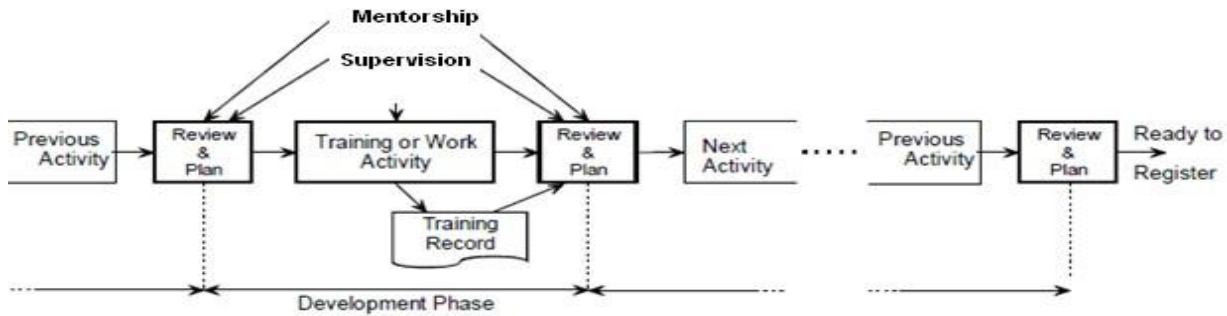 Mentorship
Supervision
Previous
Activity
Review
&
Plan
Training or Work
Activity
Review
&
Plan
Next
Activity
Previous
Activity
Review
&
Plan
Ready to
Register
Training
Record
Development Phase